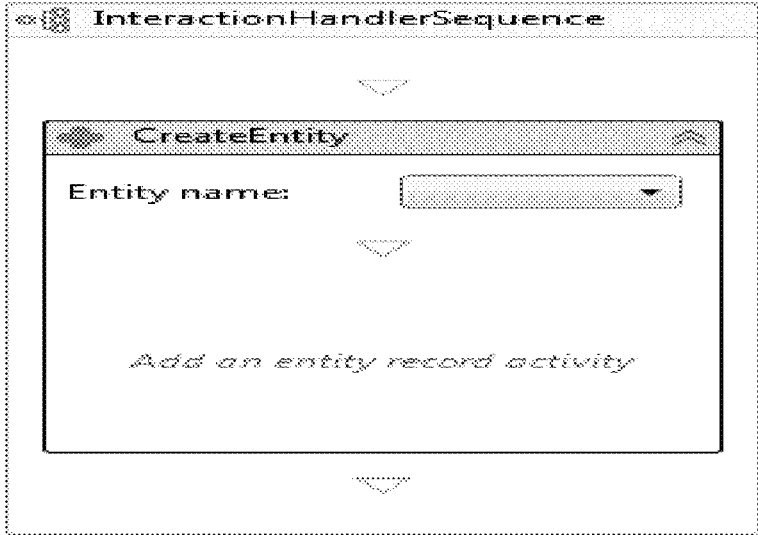 InteractionHandlerSequence
CreateEntity
Entity name:
Add an entity record activity